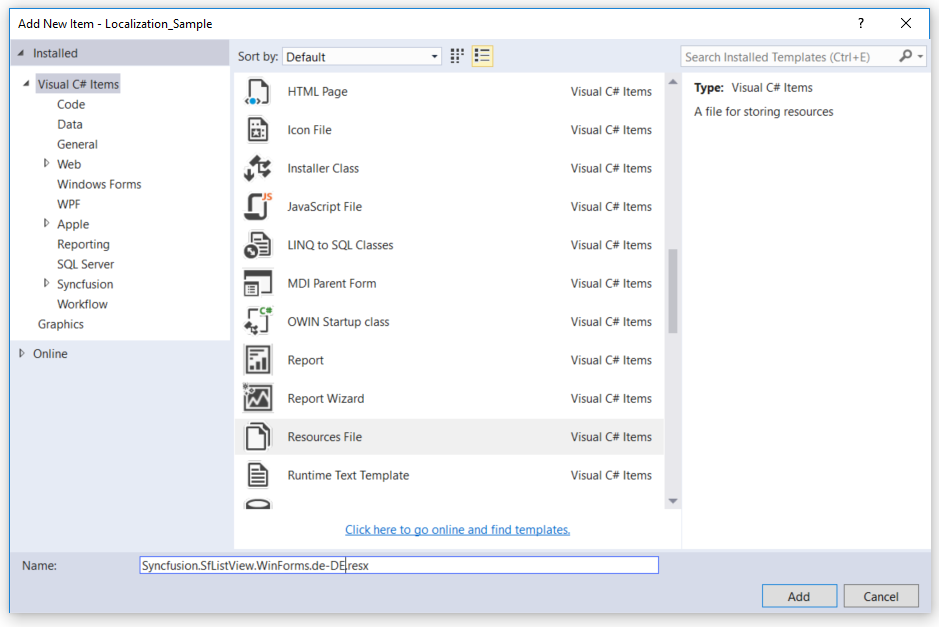 Add New Item - Localization_Sample
?
Installed
Sort by: Default
Search Installed Templates (Ctrl+E)
Visual C# Items
Code
Data
General
Web
Windows Forms
WPF
Apple
Reporting
SQL Server
Syncfusion
Workflow
Graphics
Online
HTML Page Visual C# Items
Icon File Visual C# Items
Installer Class Visual C# Items
JS
JavaScript File Visual C# Items
LINQ to SQL Classes Visual C# Items
MDI Parent Form Visual C# Items
C#
OWIN Startup class Visual C# Items
Report Visual C# Items
Report Wizard Visual C# Items
Resources File Visual C# Items
Runtime Text Template Visual C# Items
Click here to go online and find templates.
Type: Visual C# Items
A file for storing resources
Name: Syncfusion.SfListView.WinForms.de-DE.resx
Add Cancel